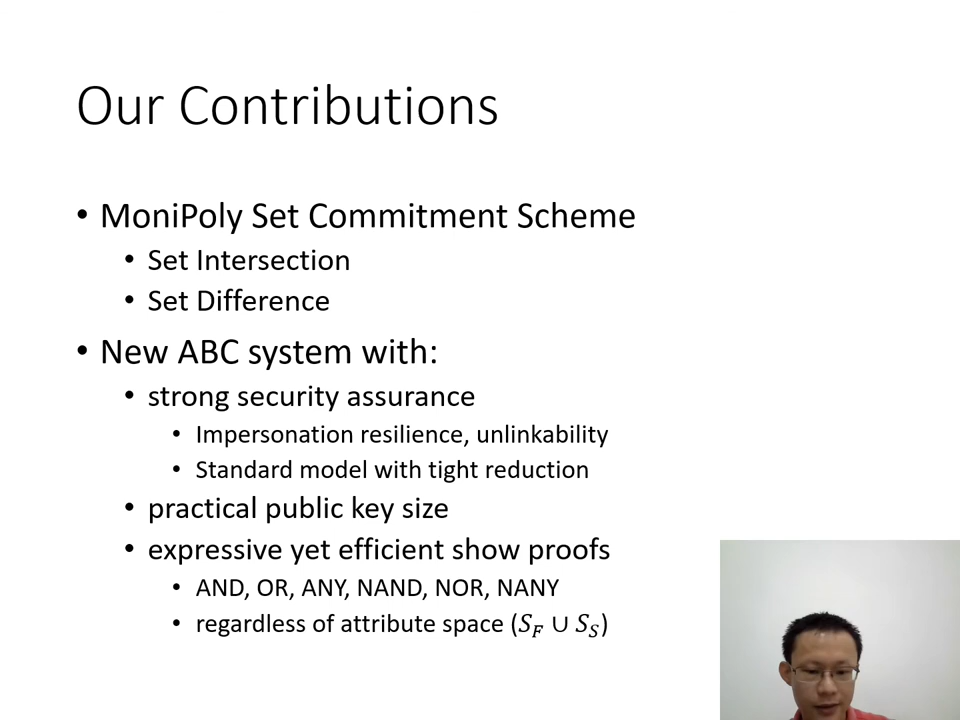 Our Contributions
• MoniPoly Set Commitment Scheme
• Set Intersection
• Set Difference
• New ABC system with:
• strong security assurance
• Impersonation resilience, unlinkability
• Standard model with tight reduction
• practical public key size
• expressive yet efficient show proofs
• AND, OR, ANY, NAND, NOR, NANY
• regardless of attribute space (𝑆_𝐹 ∪ 𝑆_𝑆)